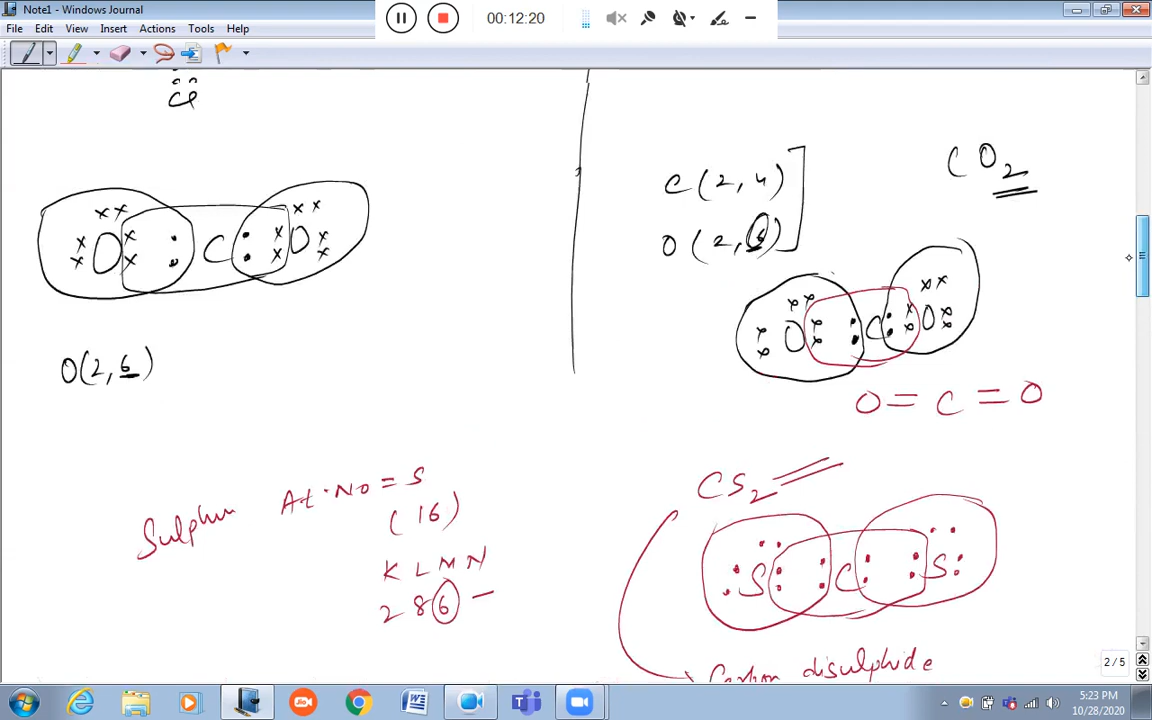 Note1 - Windows Journal
00:12:20
File Edit View Insert Actions Tools Help
Cl
O C O
O(2,6)
C(2,4)
O(2,6)
CO2
O C O
O = C = O
Sulphur At.No = S
(16)
K L M N
2 8 6 -
CS2
S C S
Carbon disulphide
2/5
5:23 PM
10/28/2020
Jio